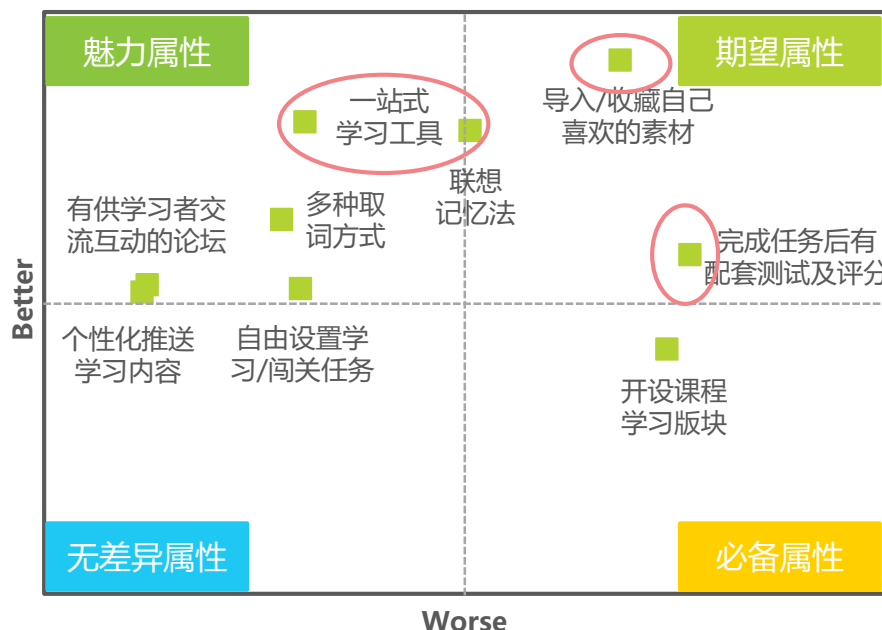 魅力属性
期望属性
一站式
学习工具
导入/收藏自己
喜欢的素材
联想
记忆法
多种取
词方式
有供学习者交
流互动的论坛
完成任务后有
配套测试及评分
Better
个性化推送
学习内容
自由设置学
习/闯关任务
开设课程
学习版块
无差异属性
必备属性
Worse